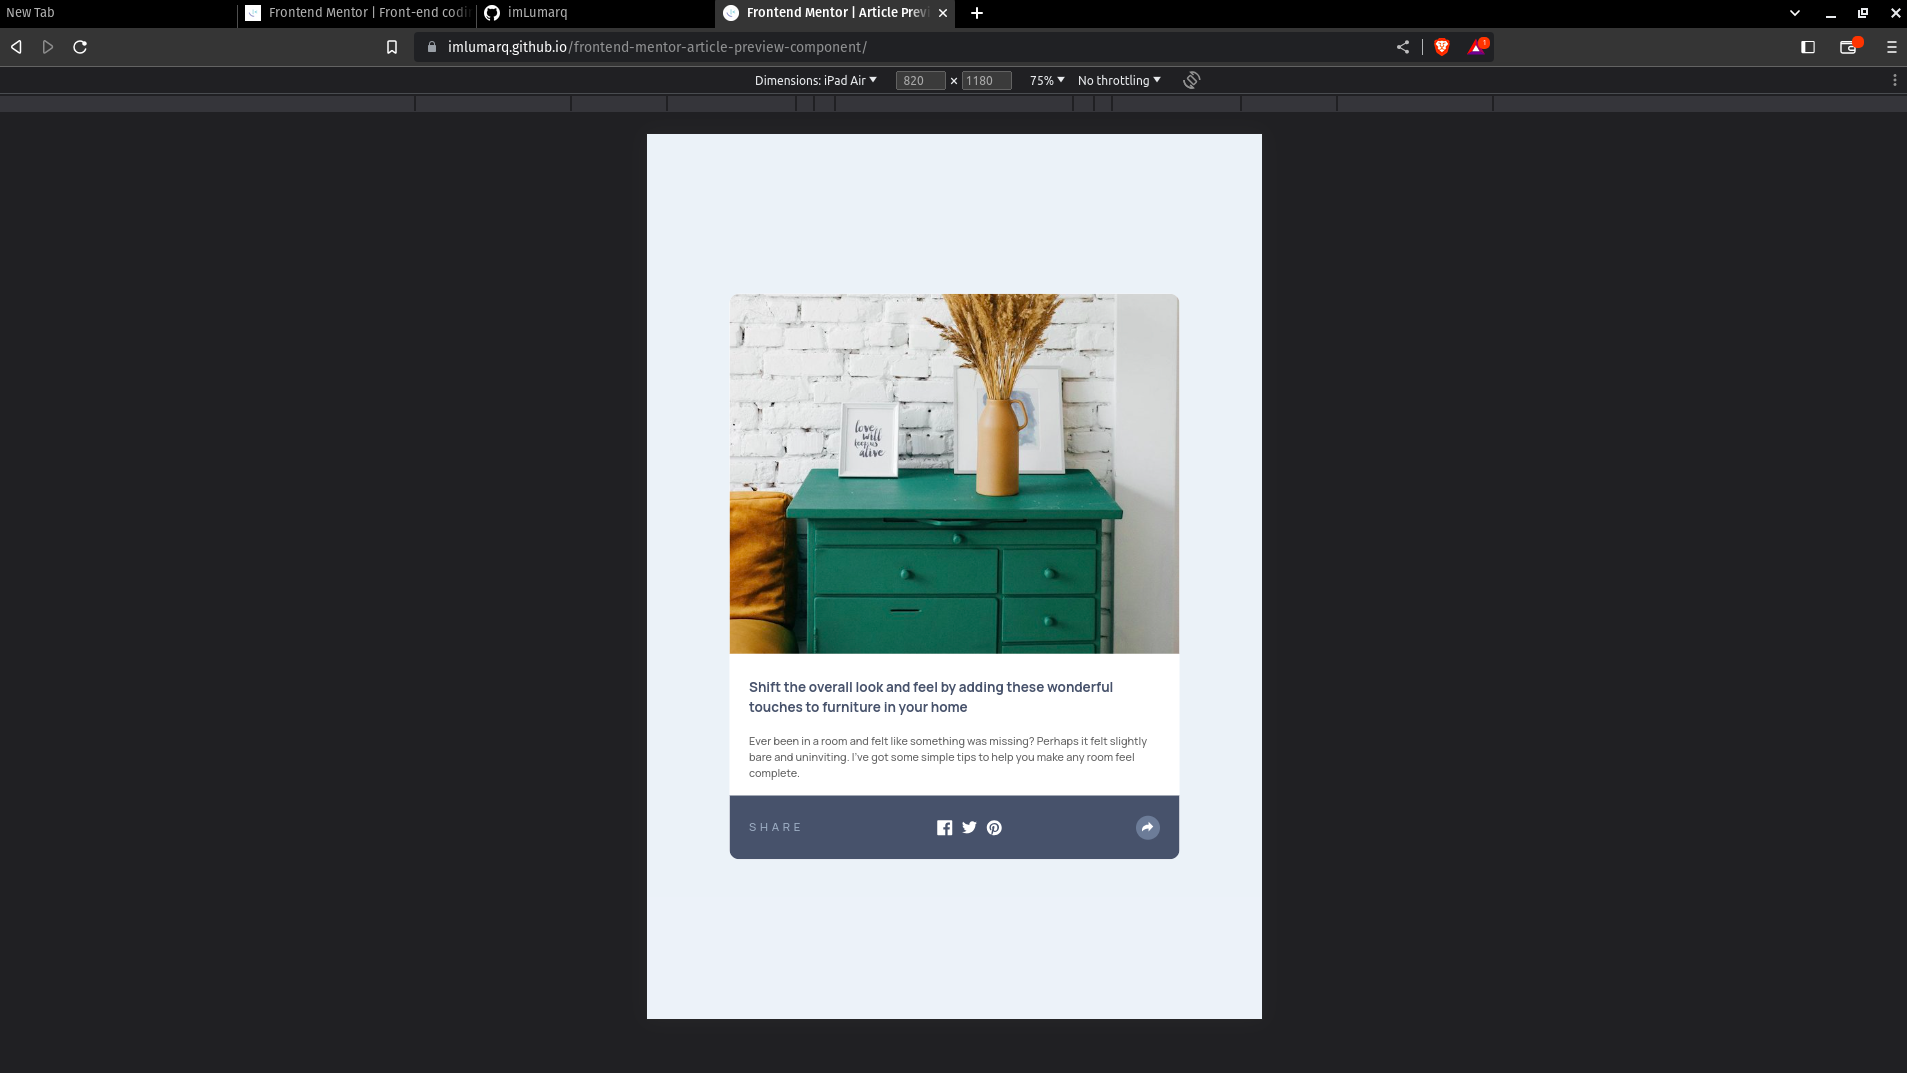 New Tab
Frontend Mentor | Front-end codi
imLumarq
Frontend Mentor | Article Previ
imlumarq.github.io/frontend-mentor-article-preview-component/
1
Dimensions: iPad Air
820 × 1180
75%
No throttling
love
will
keep us
alive
Shift the overall look and feel by adding these wonderful
touches to furniture in your home
Ever been in a room and felt like something was missing? Perhaps it felt slightly
bare and uninviting. I’ve got some simple tips to help you make any room feel
complete.
SHARE